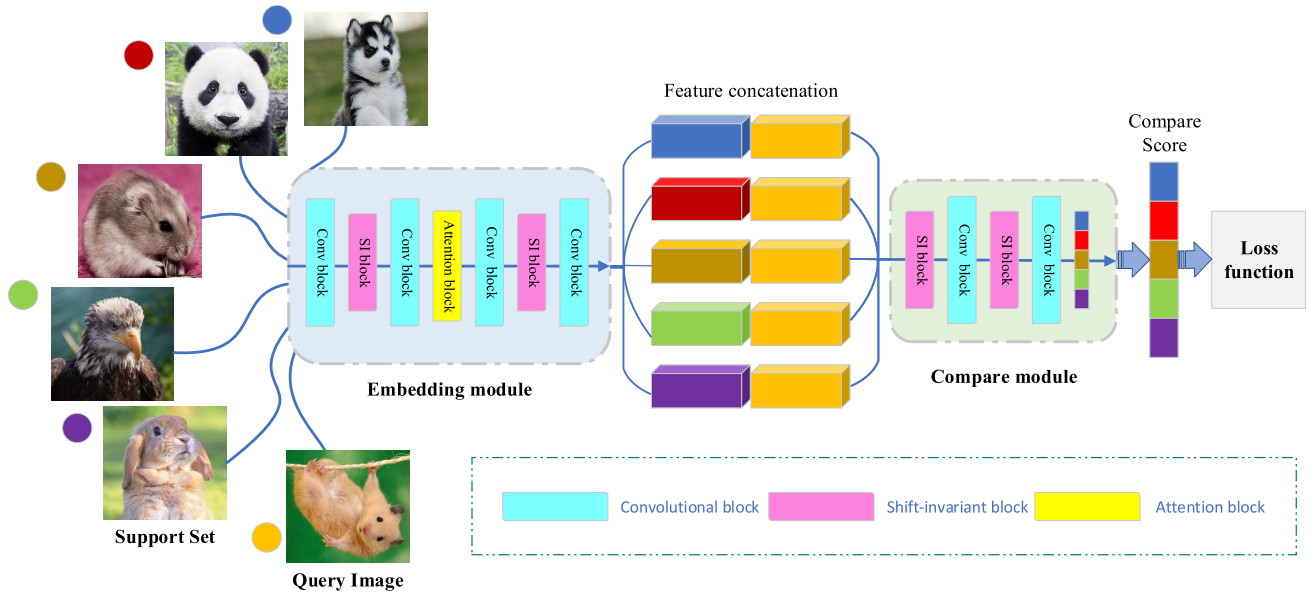 Feature concatenation
Compare
Score
Conv block
SI block
Conv block
Attention block
Conv block
SI block
Conv block
SI block
Conv block
SI block
Conv block
Loss
function
Embedding module
Compare module
Support Set
Query Image
Convolutional block
Shift-invariant block
Attention block